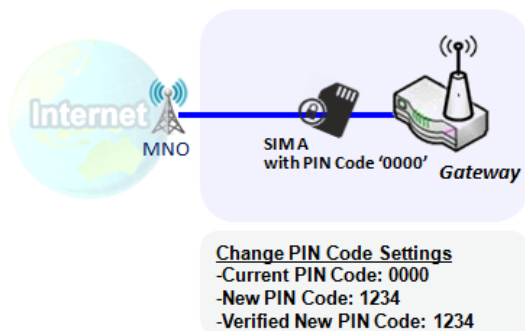 Internet
MNO
SIM A
with PIN Code ‘0000’
Gateway
Change PIN Code Settings
-Current PIN Code: 0000
-New PIN Code: 1234
-Verified New PIN Code: 1234